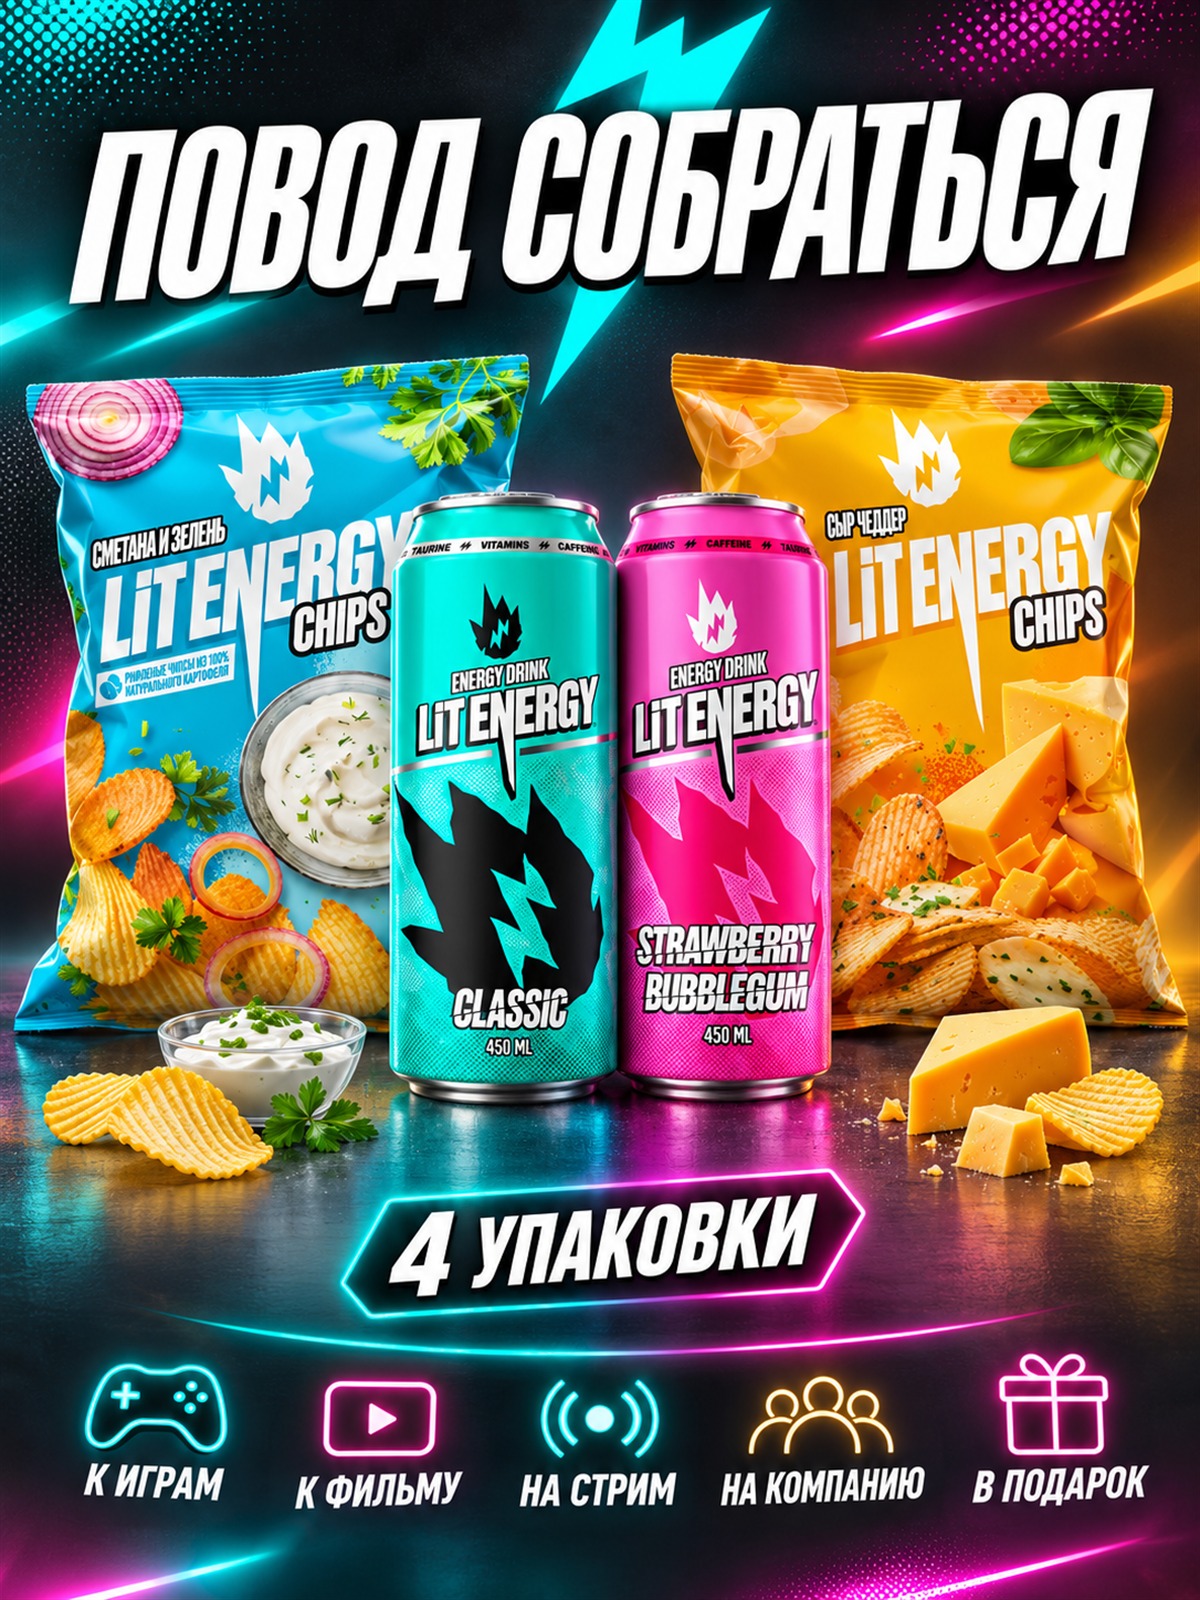 ПОВОД СОБРАТЬСЯ
СМЕТАНА И ЗЕЛЕНЬ
LiT ENERGY
CHIPS
ЧИПСЫ ИЗ 100%
НАТУРАЛЬНОГО КАРТОФЕЛЯ
TAURINE VITAMINS CAFFEINE
ENERGY DRINK
LiT ENERGY
CLASSIC
450 ML
VITAMINS CAFFEINE TAURINE
ENERGY DRINK
LiT ENERGY
STRAWBERRY
BUBBLEGUM
450 ML
СЫР ЧЕДДЕР
LiT ENERGY
CHIPS
4 УПАКОВКИ
К ИГРАМ
К ФИЛЬМУ
НА СТРИМ
НА КОМПАНИЮ
В ПОДАРОК